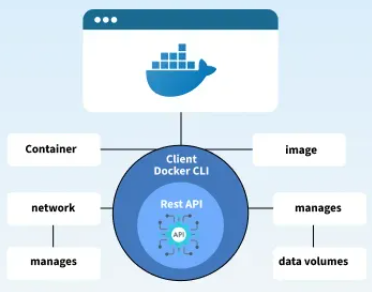 Container
image
Client
Docker CLI
network
Rest API
manages
API
manages
data volumes